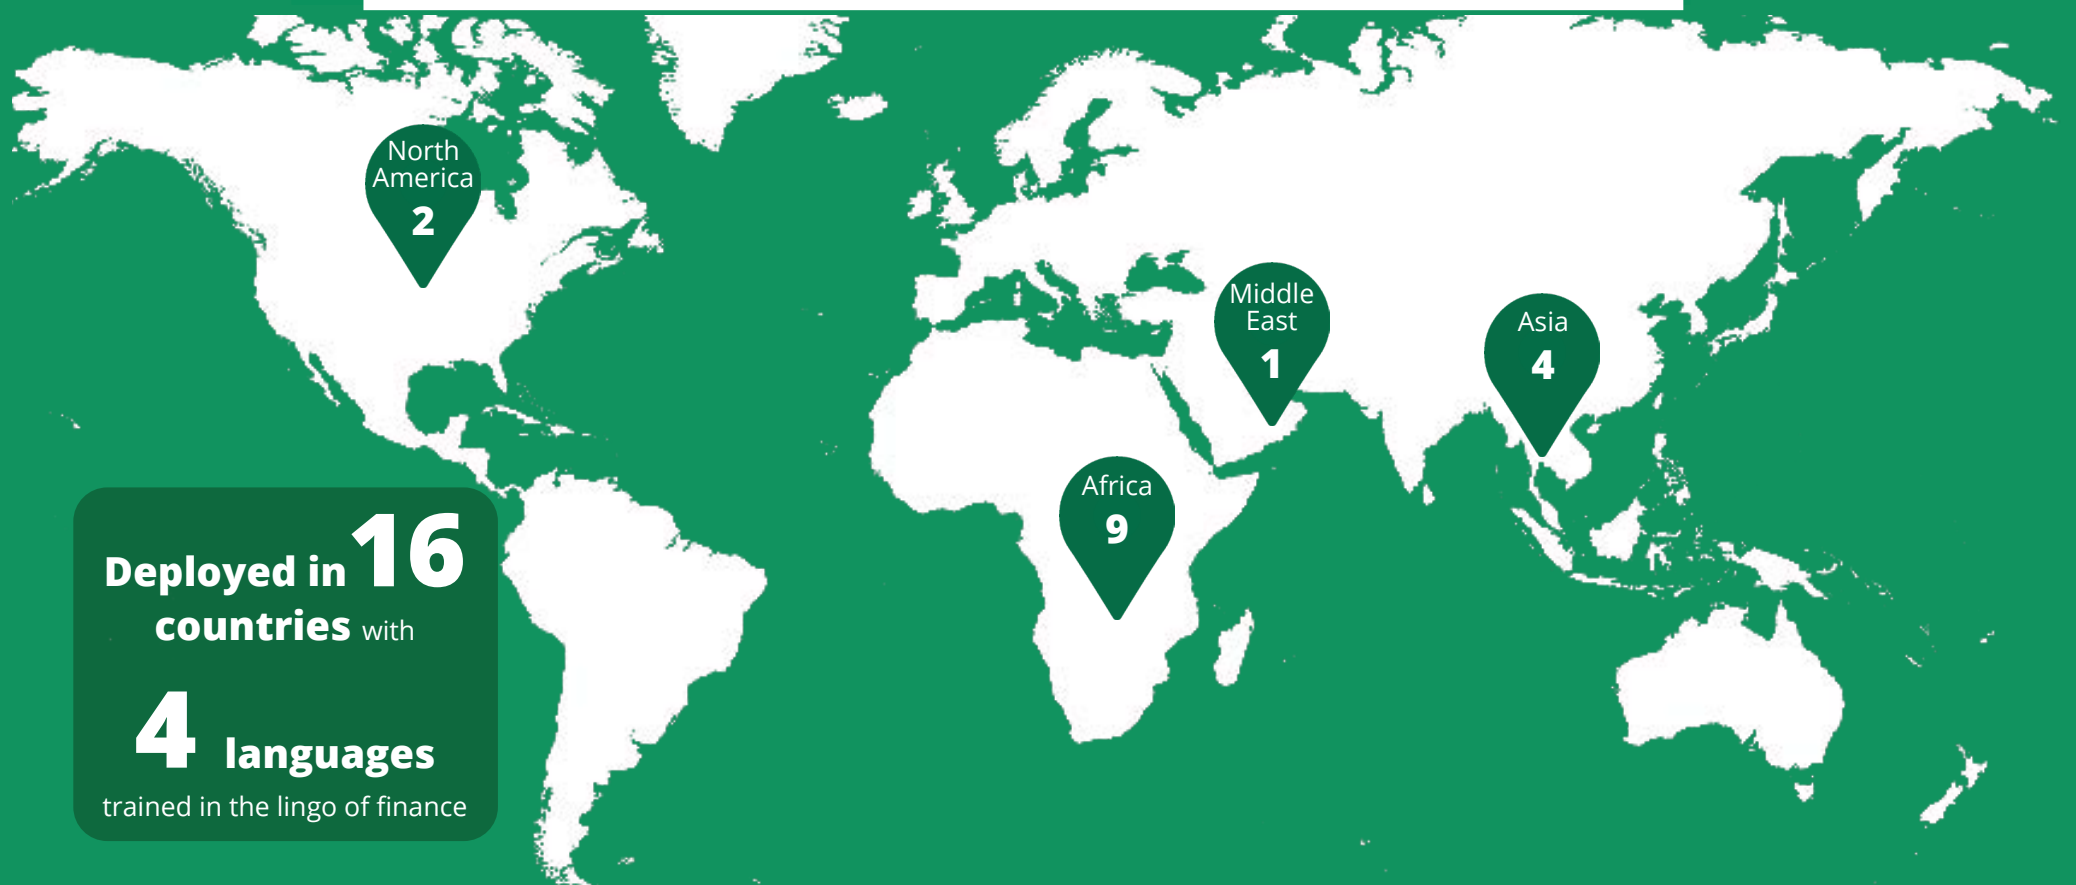 North
America
2
Middle
East
1
Asia
4
Africa
9
Deployed in 16
countries with
4 languages
trained in the lingo of finance